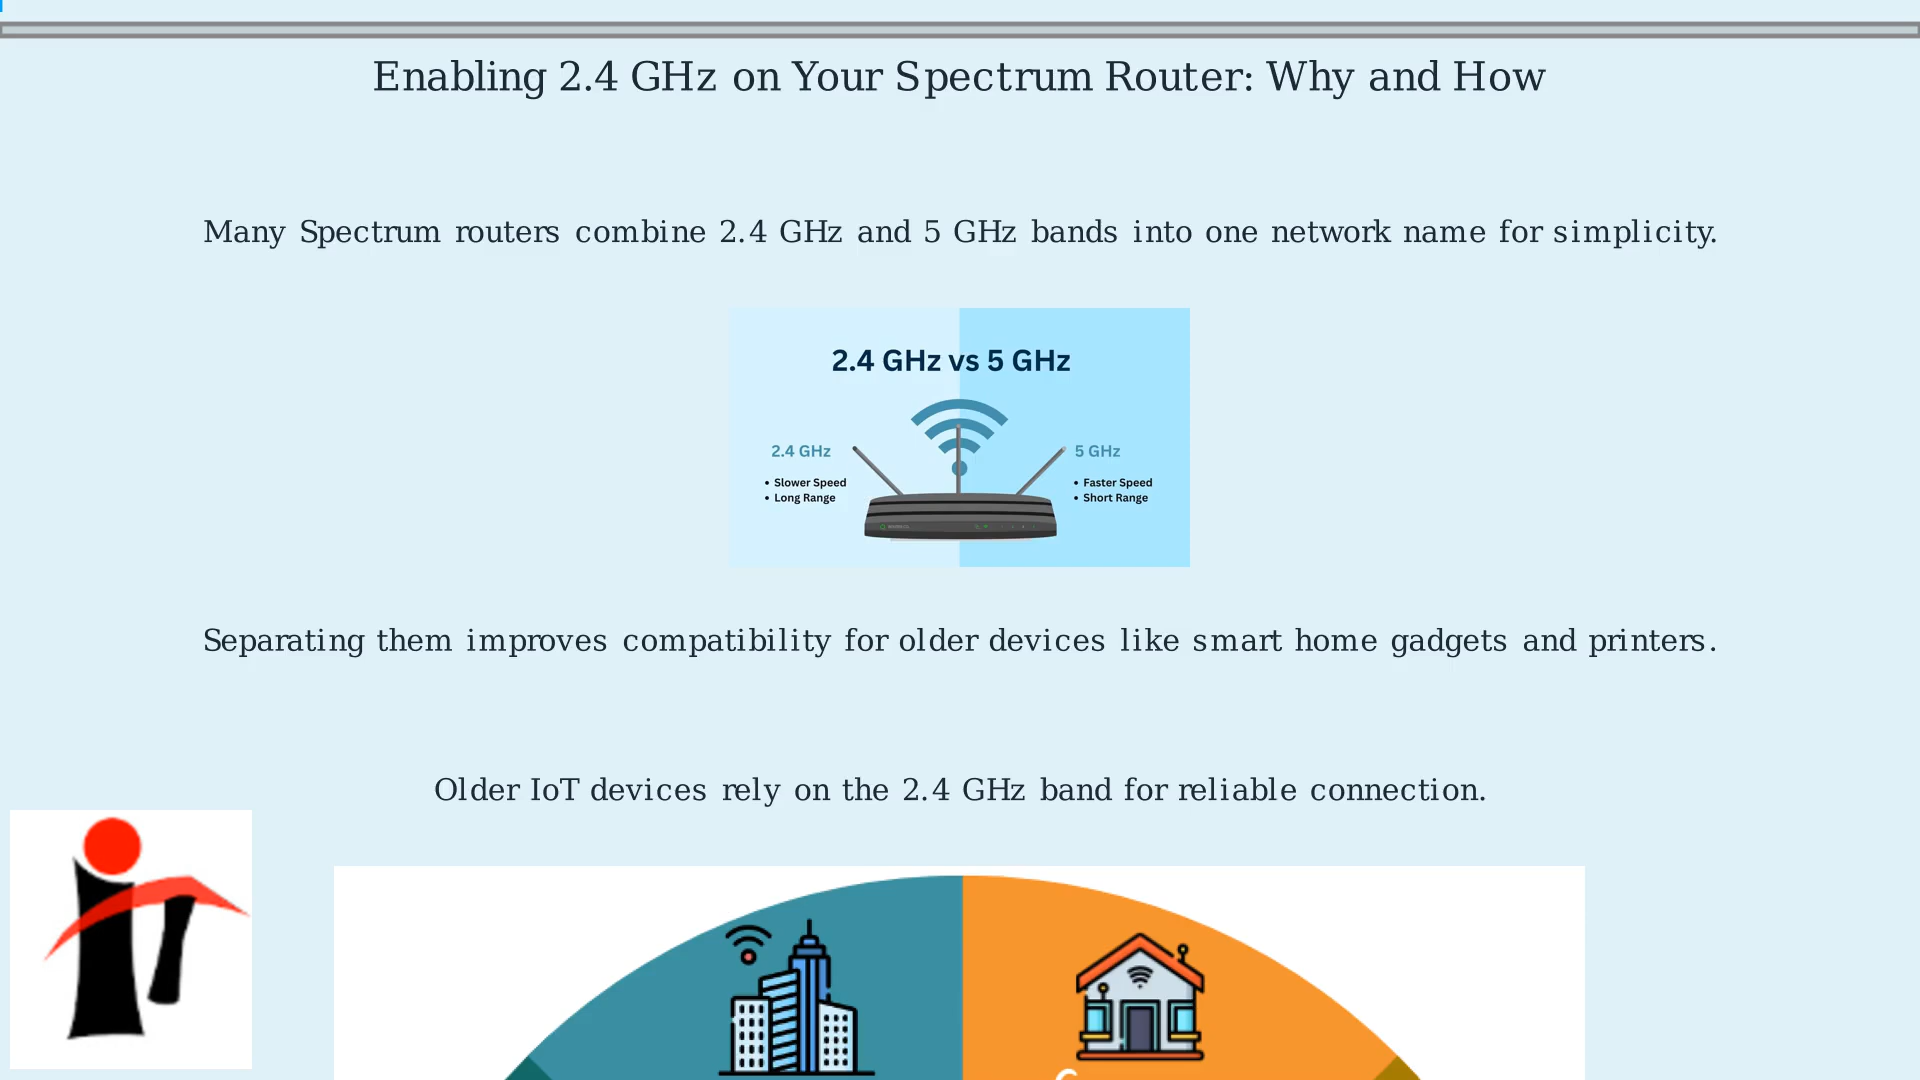 Enabling 2.4 GHz on Your Spectrum Router: Why and How
Many Spectrum routers combine 2.4 GHz and 5 GHz bands into one network name for simplicity.
2.4 GHz vs 5 GHz
2.4 GHz
• Slower Speed
• Long Range
5 GHz
• Faster Speed
• Short Range
Separating them improves compatibility for older devices like smart home gadgets and printers.
Older IoT devices rely on the 2.4 GHz band for reliable connection.